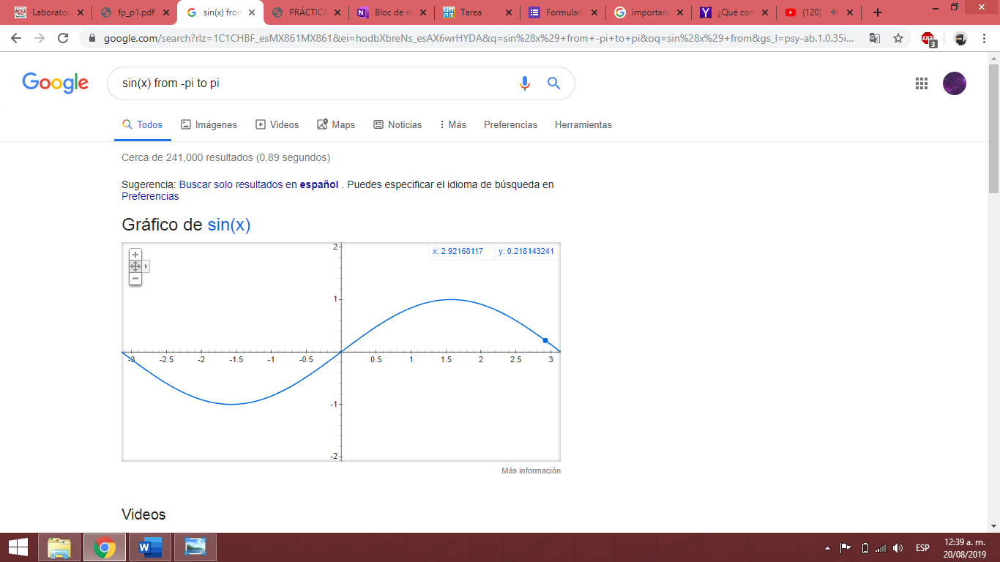 Laborator
fp_p1.pdf
sin(x) from
PRÁCTICA
Bloc de no
Tarea
Formulari
importan
¿Qué con
(120)
google.com/search?rlz=1C1CHBF_esMX861MX861&ei=hodbXbreNs_esAX6wrHYDA&q=sin%28x%29+from+-pi+to+pi&oq=sin%28x%29+from&gs_l=psy-ab.1.0.35i...
ABP
3
Google
sin(x) from -pi to pi
Todos Imágenes Videos Maps Noticias Más Preferencias Herramientas
Cerca de 241,000 resultados (0.89 segundos)
Sugerencia: Buscar solo resultados en español . Puedes especificar el idioma de búsqueda en
Preferencias
Gráfico de sin(x)
x: 2.92168117 y: 0.218143241
2
1
-3 -2.5 -2 -1.5 -1 -0.5 0.5 1 1.5 2 2.5 3
-1
-2
Más información
Videos
ESP
12:39 a. m.
20/08/2019